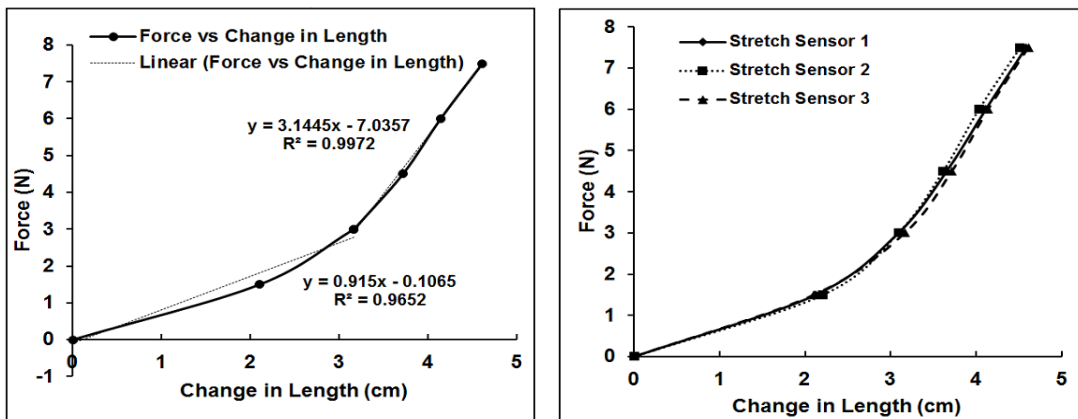 Force vs Change in Length
Linear (Force vs Change in Length)
8
7
6
5
4
3
2
1
0
-1
Force (N)
y = 3.1445x - 7.0357
R² = 0.9972
y = 0.915x - 0.1065
R² = 0.9652
0 1 2 3 4 5
Change in Length (cm)
Stretch Sensor 1
Stretch Sensor 2
Stretch Sensor 3
8
7
6
5
4
3
2
1
0
Force (N)
0 1 2 3 4 5
Change in Length (cm)